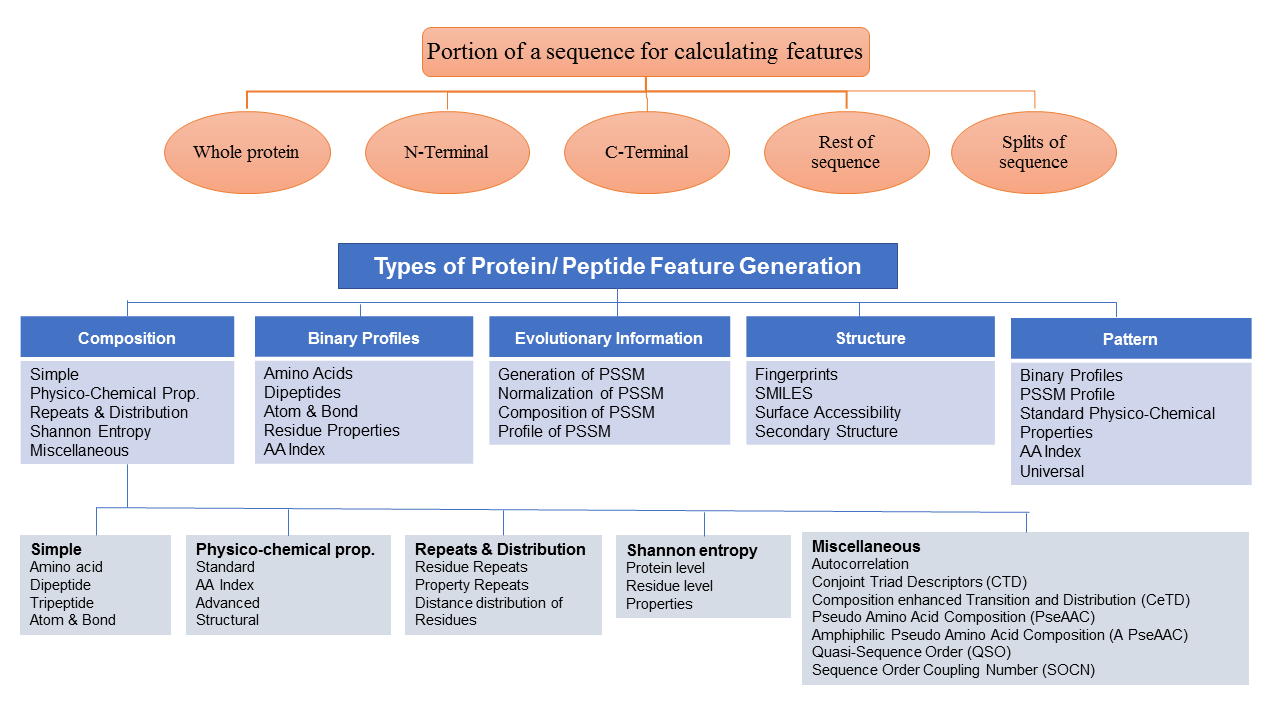 Portion of a sequence for calculating features
Whole protein
N-Terminal
C-Terminal
Rest of
sequence
Splits of
sequence
Types of Protein/ Peptide Feature Generation
Composition
Simple
Physico-Chemical Prop.
Repeats & Distribution
Shannon Entropy
Miscellaneous
Binary Profiles
Amino Acids
Dipeptides
Atom & Bond
Residue Properties
AA Index
Evolutionary Information
Generation of PSSM
Normalization of PSSM
Composition of PSSM
Profile of PSSM
Structure
Fingerprints
SMILES
Surface Accessibility
Secondary Structure
Pattern
Binary Profiles
PSSM Profile
Standard Physico-Chemical
Properties
AA Index
Universal
Simple
Amino acid
Dipeptide
Tripeptide
Atom & Bond
Physico-chemical prop.
Standard
AA Index
Advanced
Structural
Repeats & Distribution
Residue Repeats
Property Repeats
Distance distribution of
Residues
Shannon entropy
Protein level
Residue level
Properties
Miscellaneous
Autocorrelation
Conjoint Triad Descriptors (CTD)
Composition enhanced Transition and Distribution (CeTD)
Pseudo Amino Acid Composition (PseAAC)
Amphiphilic Pseudo Amino Acid Composition (A PseAAC)
Quasi-Sequence Order (QSO)
Sequence Order Coupling Number (SOCN)